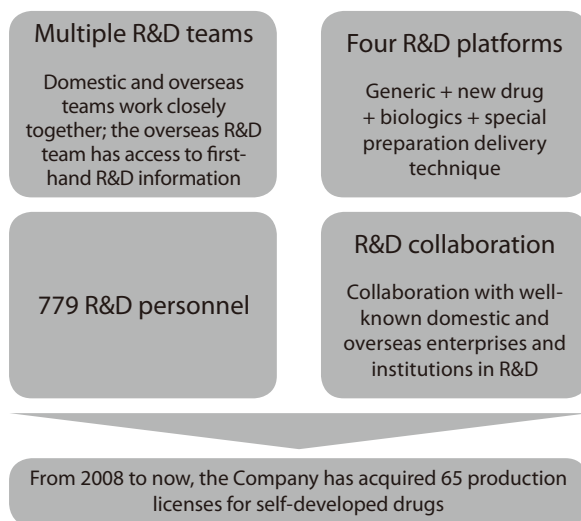 Multiple R&D teams
Domestic and overseas
teams work closely
together; the overseas R&D
team has access to first-
hand R&D information
Four R&D platforms
Generic + new drug
+ biologics + special
preparation delivery
technique
779 R&D personnel
R&D collaboration
Collaboration with well-
known domestic and
overseas enterprises and
institutions in R&D
From 2008 to now, the Company has acquired 65 production
licenses for self-developed drugs